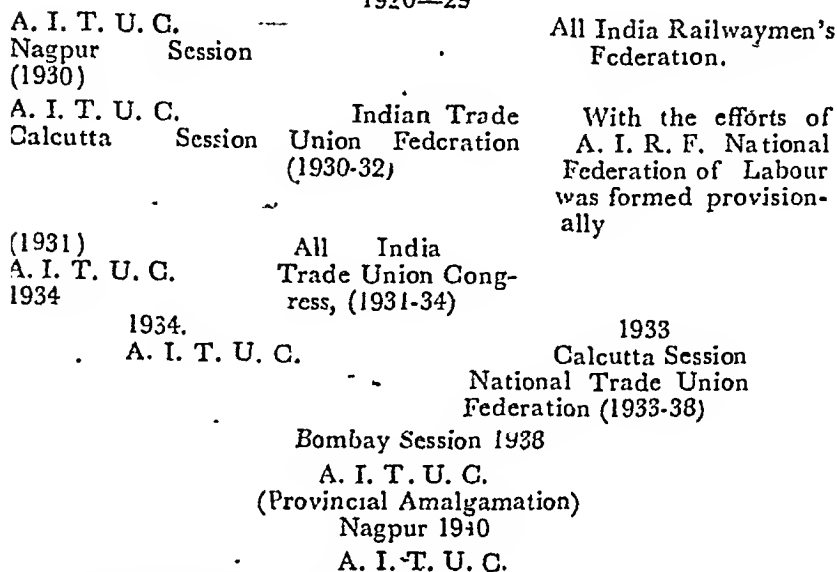 1920—29
A. I. T. U. C. — All India Railwaymen's
Nagpur Session Federation.
(1930)
A. I. T. U. C. Indian Trade With the efforts of
Calcutta Session Union Federation A. I. R. F. National
(1930-32) Federation of Labour
was formed provision-
ally
(1931) All India
A. I. T. U. C. Trade Union Cong-
1934 ress, (1931-34)
1934. 1933
A. I. T. U. C. Calcutta Session
National Trade Union
Federation (1933-38)
Bombay Session 1938
A. I. T. U. C.
(Provincial Amalgamation)
Nagpur 1940
A. I. T. U. C.